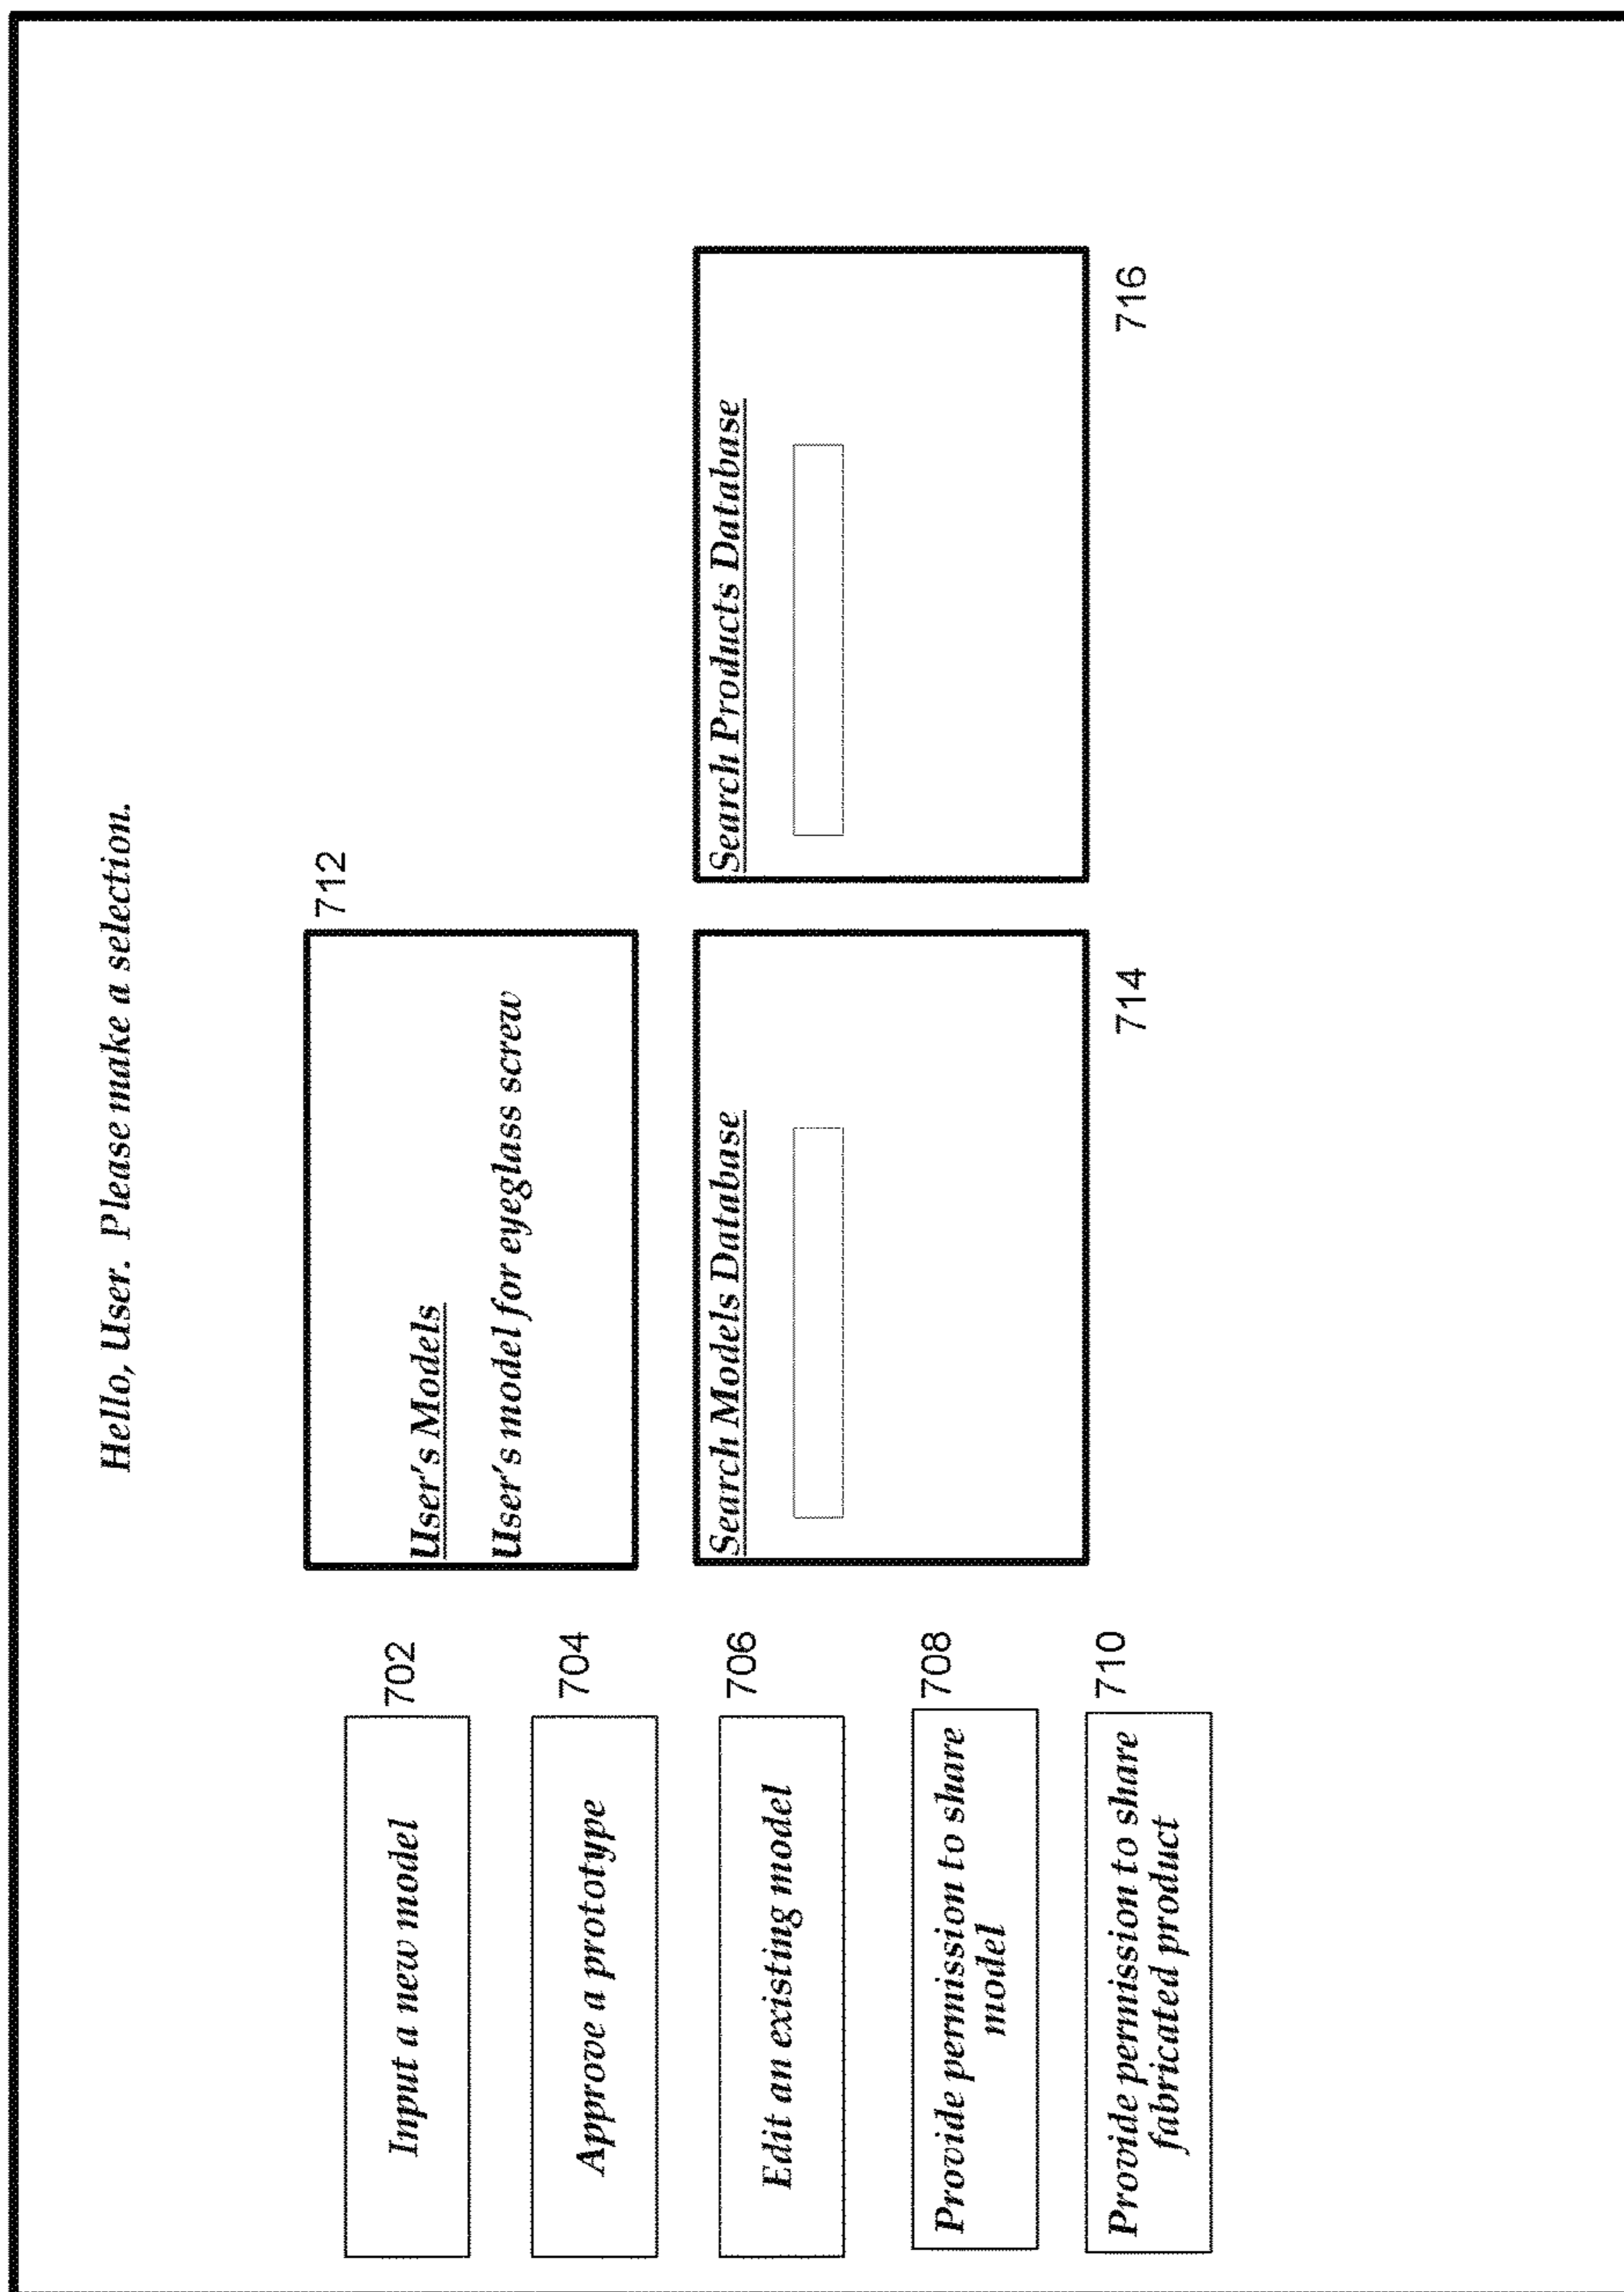 Hello, User. Please make a selection.
Input a new model
702
Approve a prototype
704
Edit an existing model
706
Provide permission to share
model
708
Provide permission to share
fabricated product
710
712
User's Models
User's model for eyeglass screw
Search Models Database
714
Search Products Database
716